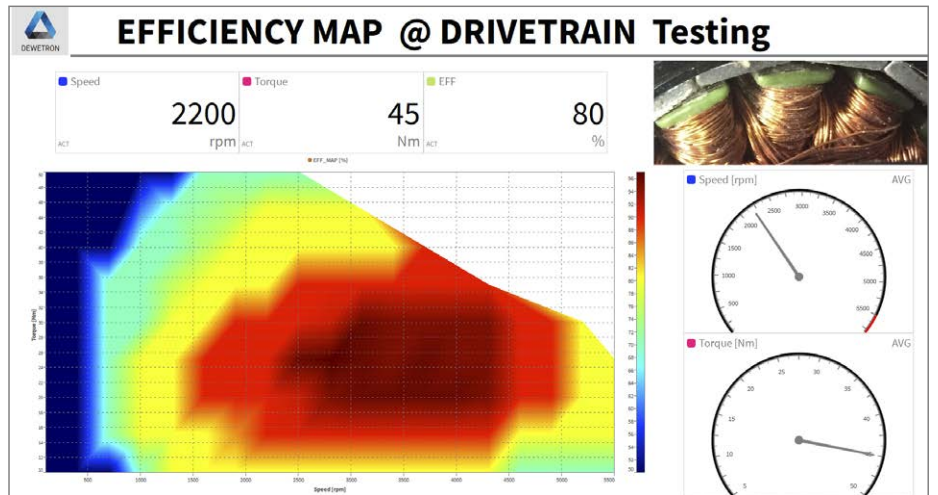 DEWETRON
EFFICIENCY MAP @ DRIVETRAIN Testing
Speed
2200
ACT
rpm
Torque
45
ACT
Nm
EFF
80
ACT
%
EFF_MAP [%]
Torque [Nm]
500
1000
1500
2000
2500
3000
3500
4000
4500
5000
5500
Speed [rpm]
Speed [rpm]
AVG
500
1000
1500
2000
2500
3000
3500
4000
4500
5000
5500
Torque [Nm]
AVG
5
10
15
20
25
30
35
40
50